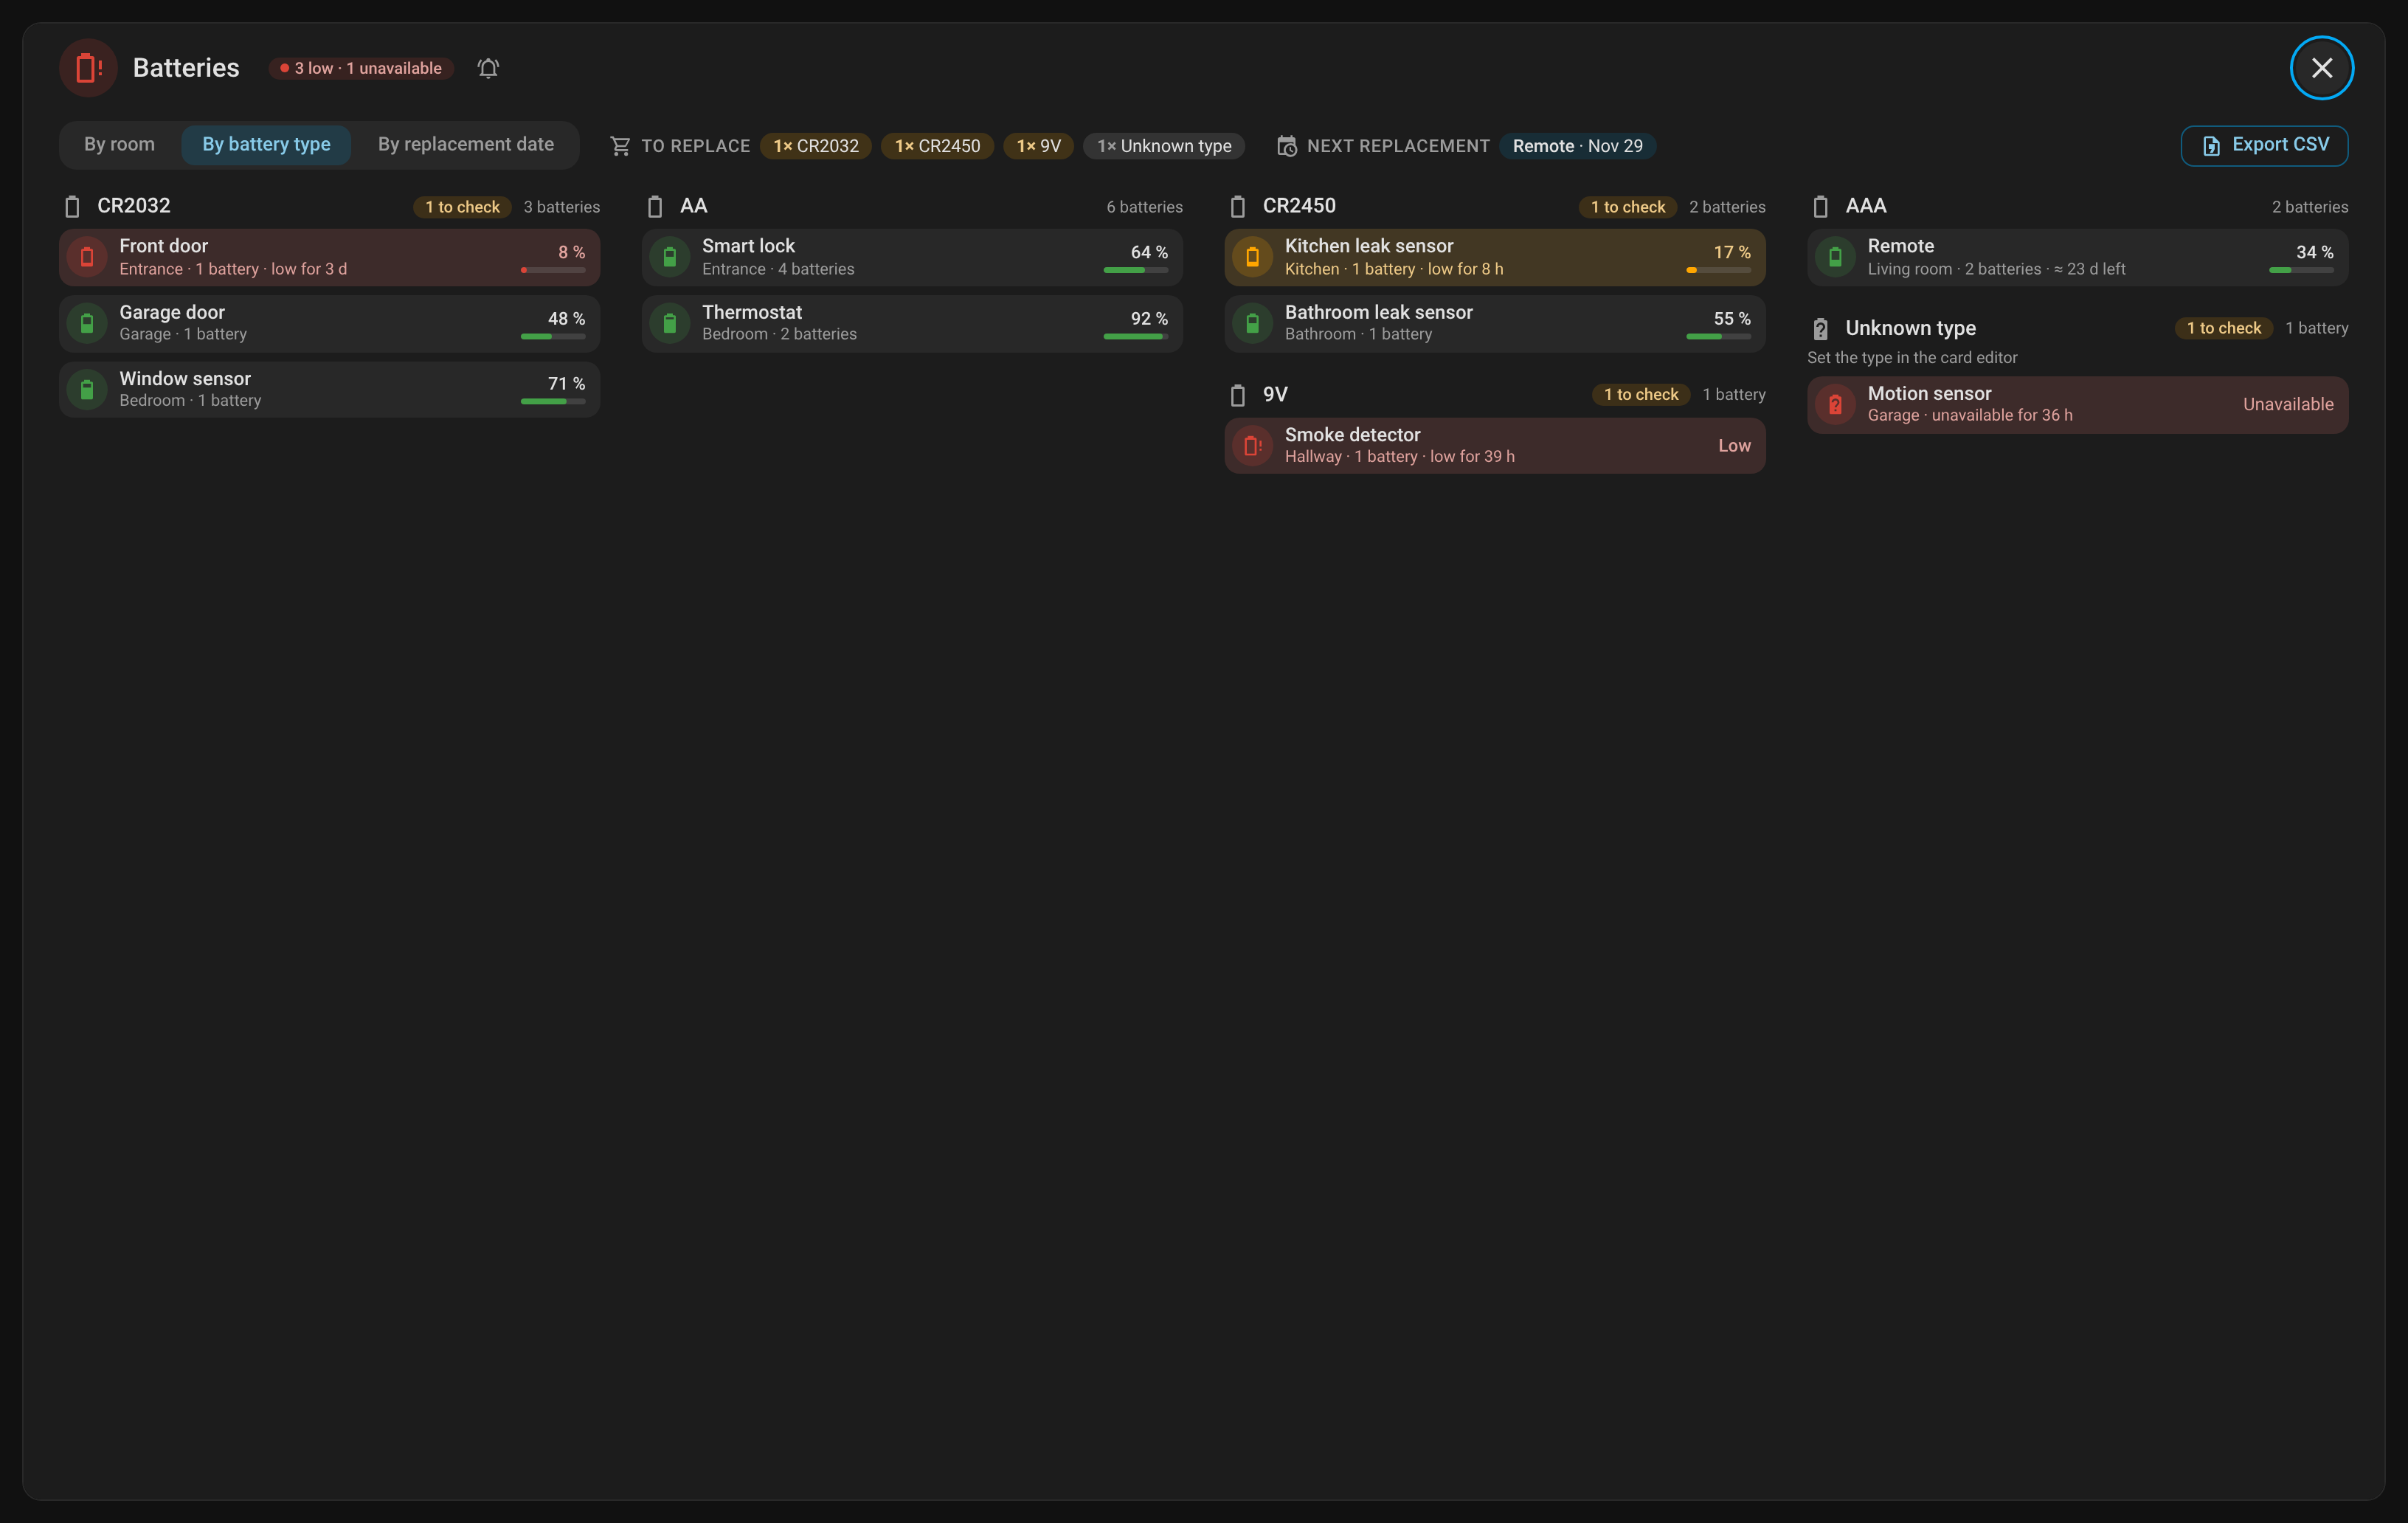 Batteries
3 low · 1 unavailable
By room
By battery type
By replacement date
TO REPLACE
1× CR2032
1× CR2450
1× 9V
1× Unknown type
NEXT REPLACEMENT
Remote · Nov 29
Export CSV
CR2032
1 to check
3 batteries
Front door
Entrance · 1 battery · low for 3 d
8 %
Garage door
Garage · 1 battery
48 %
Window sensor
Bedroom · 1 battery
71 %
AA
6 batteries
Smart lock
Entrance · 4 batteries
64 %
Thermostat
Bedroom · 2 batteries
92 %
CR2450
1 to check
2 batteries
Kitchen leak sensor
Kitchen · 1 battery · low for 8 h
17 %
Bathroom leak sensor
Bathroom · 1 battery
55 %
9V
1 to check
1 battery
Smoke detector
Hallway · 1 battery · low for 39 h
Low
AAA
2 batteries
Remote
Living room · 2 batteries · ≈ 23 d left
34 %
Unknown type
1 to check
1 battery
Set the type in the card editor
Motion sensor
Garage · unavailable for 36 h
Unavailable